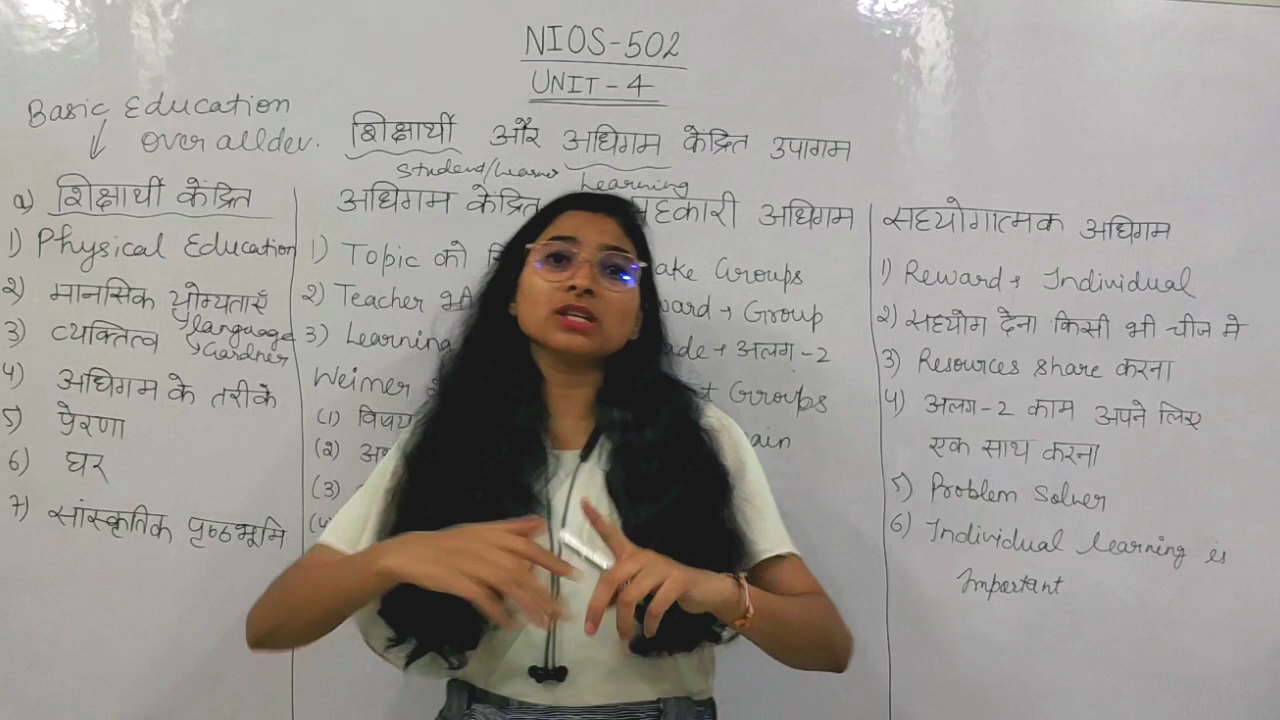 NIOS-502
UNIT-4
Basic Education
Over alldev.
शिक्षार्थी और अधिगम केद्रित उपागम
Student/Learner
Learning
a) शिक्षार्थी केंद्रित
1) Physical Education
2) मानसिक योग्यताएँ
language
3) व्यक्तित्व
Gardner
4) अधिगम के तरीके
5) प्रेरणा
6) घर
7) सांस्कृतिक पृष्ठभूमि
अधिगम केंद्रित
1) Topic को
2) Teacher भी
3) Learning
Weimer
(1) विषय
(2)
(3)
(4)
सहकारी अधिगम
ake Groups
ward → Group
ade → अलग-2
Groups
ain
सहयोगात्मक अधिगम
1) Reward → Individual
2) सहयोग देना किसी भी चीज मे
3) Resources share करना
4) अलग-2 काम अपने लिए
एक साथ करना
5) Problem Solver
6) Individual learning is
Important